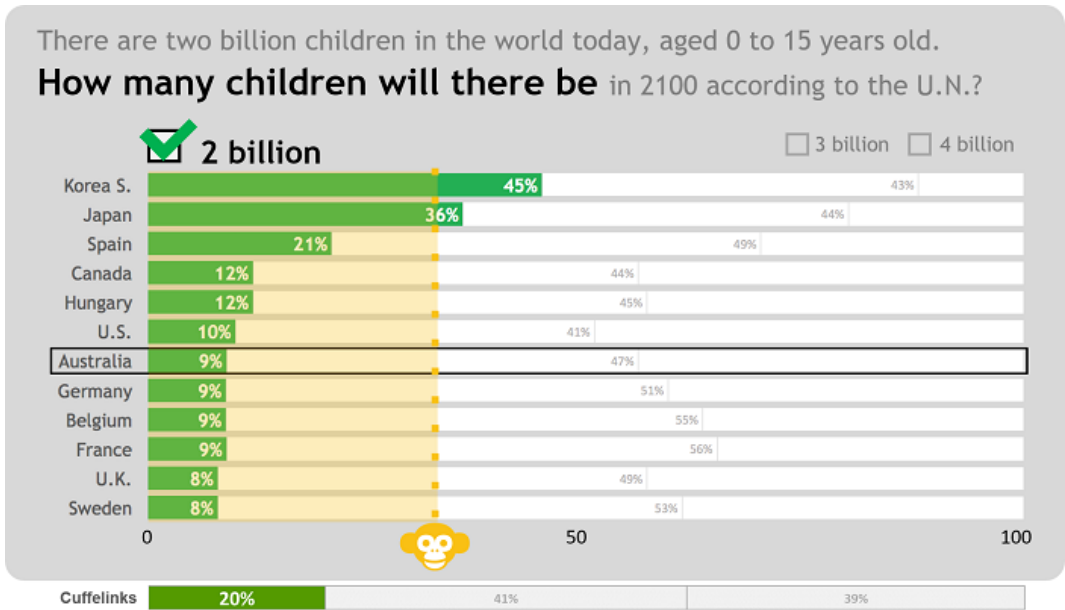 There are two billion children in the world today, aged 0 to 15 years old.
How many children will there be in 2100 according to the U.N.?
2 billion 3 billion 4 billion
Korea S. 45% 43%
Japan 36% 44%
Spain 21% 49%
Canada 12% 44%
Hungary 12% 45%
U.S. 10% 41%
Australia 9% 47%
Germany 9% 51%
Belgium 9% 55%
France 9% 56%
U.K. 8% 49%
Sweden 8% 53%
0 50 100
Cuffelinks 20% 41% 39%